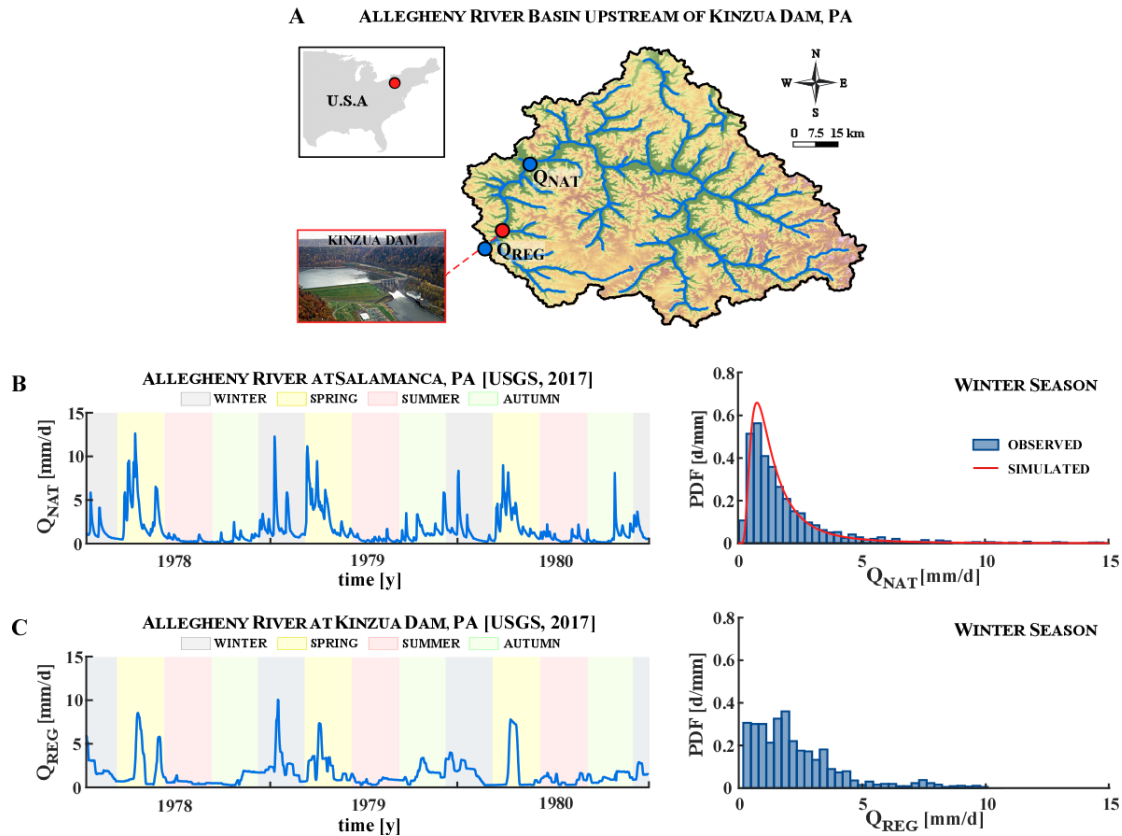 A ALLEGHENY RIVER BASIN UPSTREAM OF KINZUA DAM, PA
U.S.A
N
W E
S
0 7.5 15 km
QNAT
QREG
KINZUA DAM
B ALLEGHENY RIVER AT SALAMANCA, PA [USGS, 2017]
WINTER SPRING SUMMER AUTUMN
QNAT [mm/d]
15
10
5
0
1978 1979 1980
time [y]
WINTER SEASON
PDF [d/mm]
0.8
0.6
0.4
0.2
0
OBSERVED
SIMULATED
0 5 10 15
QNAT [mm/d]
C ALLEGHENY RIVER AT KINZUA DAM, PA [USGS, 2017]
WINTER SPRING SUMMER AUTUMN
QREG [mm/d]
15
10
5
0
1978 1979 1980
time [y]
WINTER SEASON
PDF [d/mm]
0.8
0.6
0.4
0.2
0
0 5 10 15
QREG [mm/d]